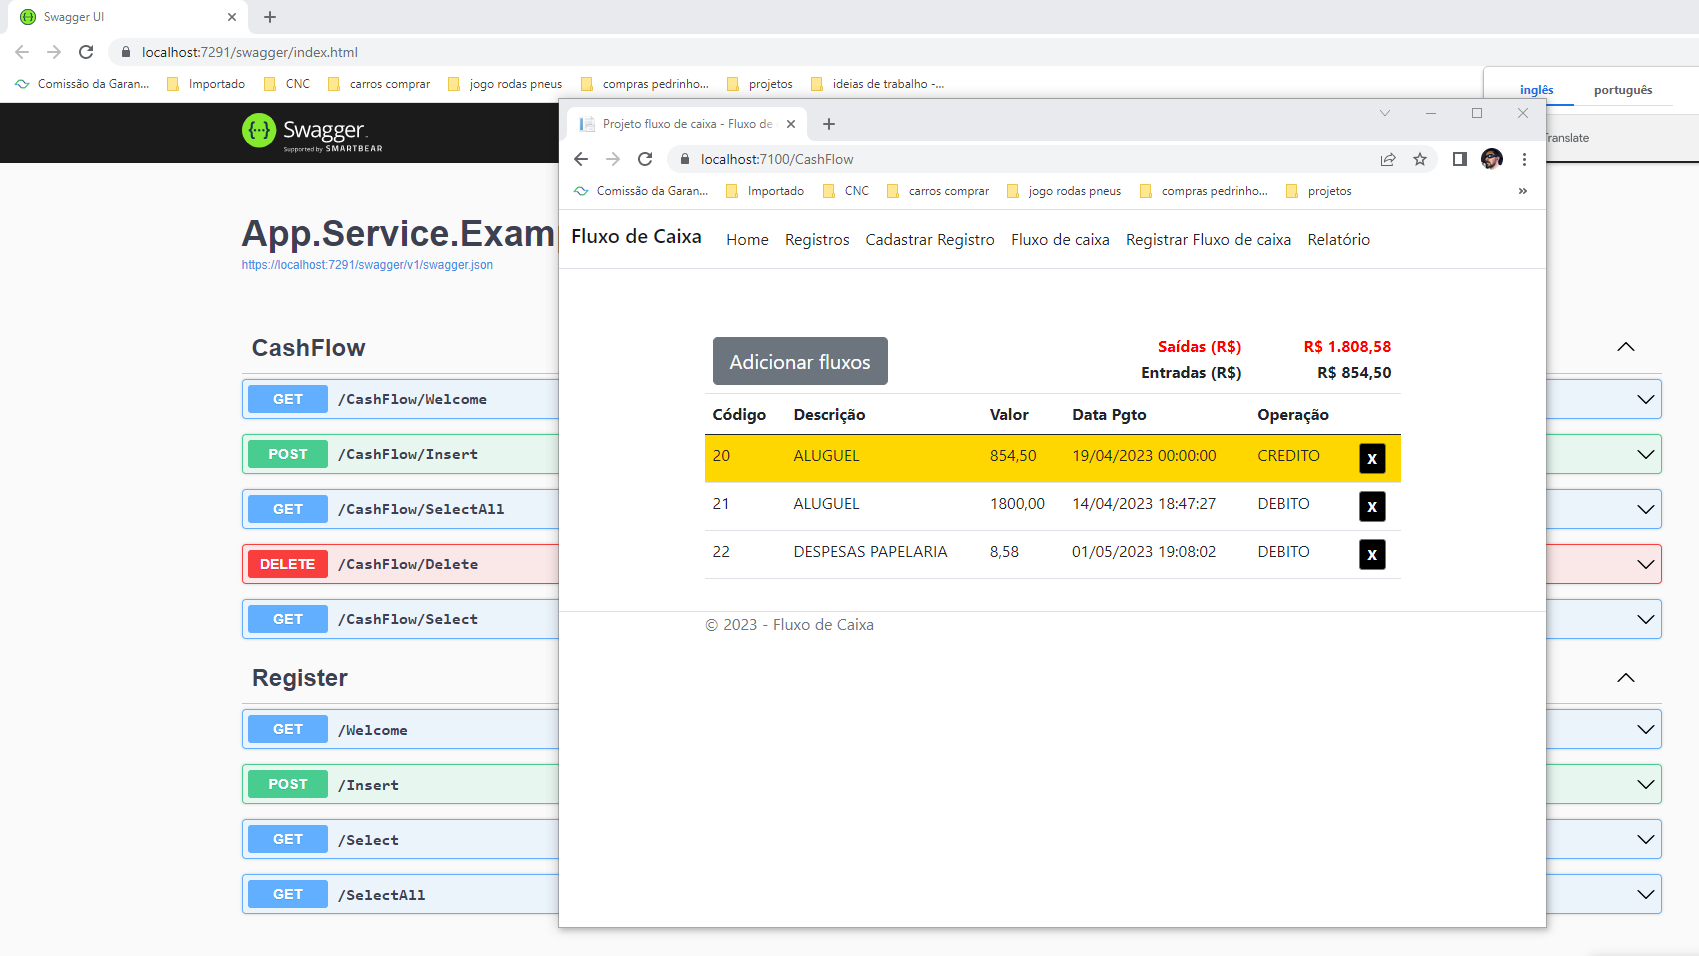 Swagger UI
localhost:7291/swagger/index.html
Comissão da Garan... Importado CNC carros comprar jogo rodas pneus compras pedrinho... projetos ideias de trabalho -...
inglês português
Translate
Swagger
Supported by SMARTBEAR
App.Service.Examp
https://localhost:7291/swagger/v1/swagger.json
CashFlow
GET /CashFlow/Welcome
POST /CashFlow/Insert
GET /CashFlow/SelectAll
DELETE /CashFlow/Delete
GET /CashFlow/Select
Register
GET /Welcome
POST /Insert
GET /Select
GET /SelectAll
Projeto fluxo de caixa - Fluxo de
localhost:7100/CashFlow
Comissão da Garan... Importado CNC carros comprar jogo rodas pneus compras pedrinho... projetos »
Fluxo de Caixa Home Registros Cadastrar Registro Fluxo de caixa Registrar Fluxo de caixa Relatório
Adicionar fluxos
Saídas (R$) R$ 1.808,58
Entradas (R$) R$ 854,50
Código Descrição Valor Data Pgto Operação
20 ALUGUEL 854,50 19/04/2023 00:00:00 CREDITO X
21 ALUGUEL 1800,00 14/04/2023 18:47:27 DEBITO X
22 DESPESAS PAPELARIA 8,58 01/05/2023 19:08:02 DEBITO X
© 2023 - Fluxo de Caixa